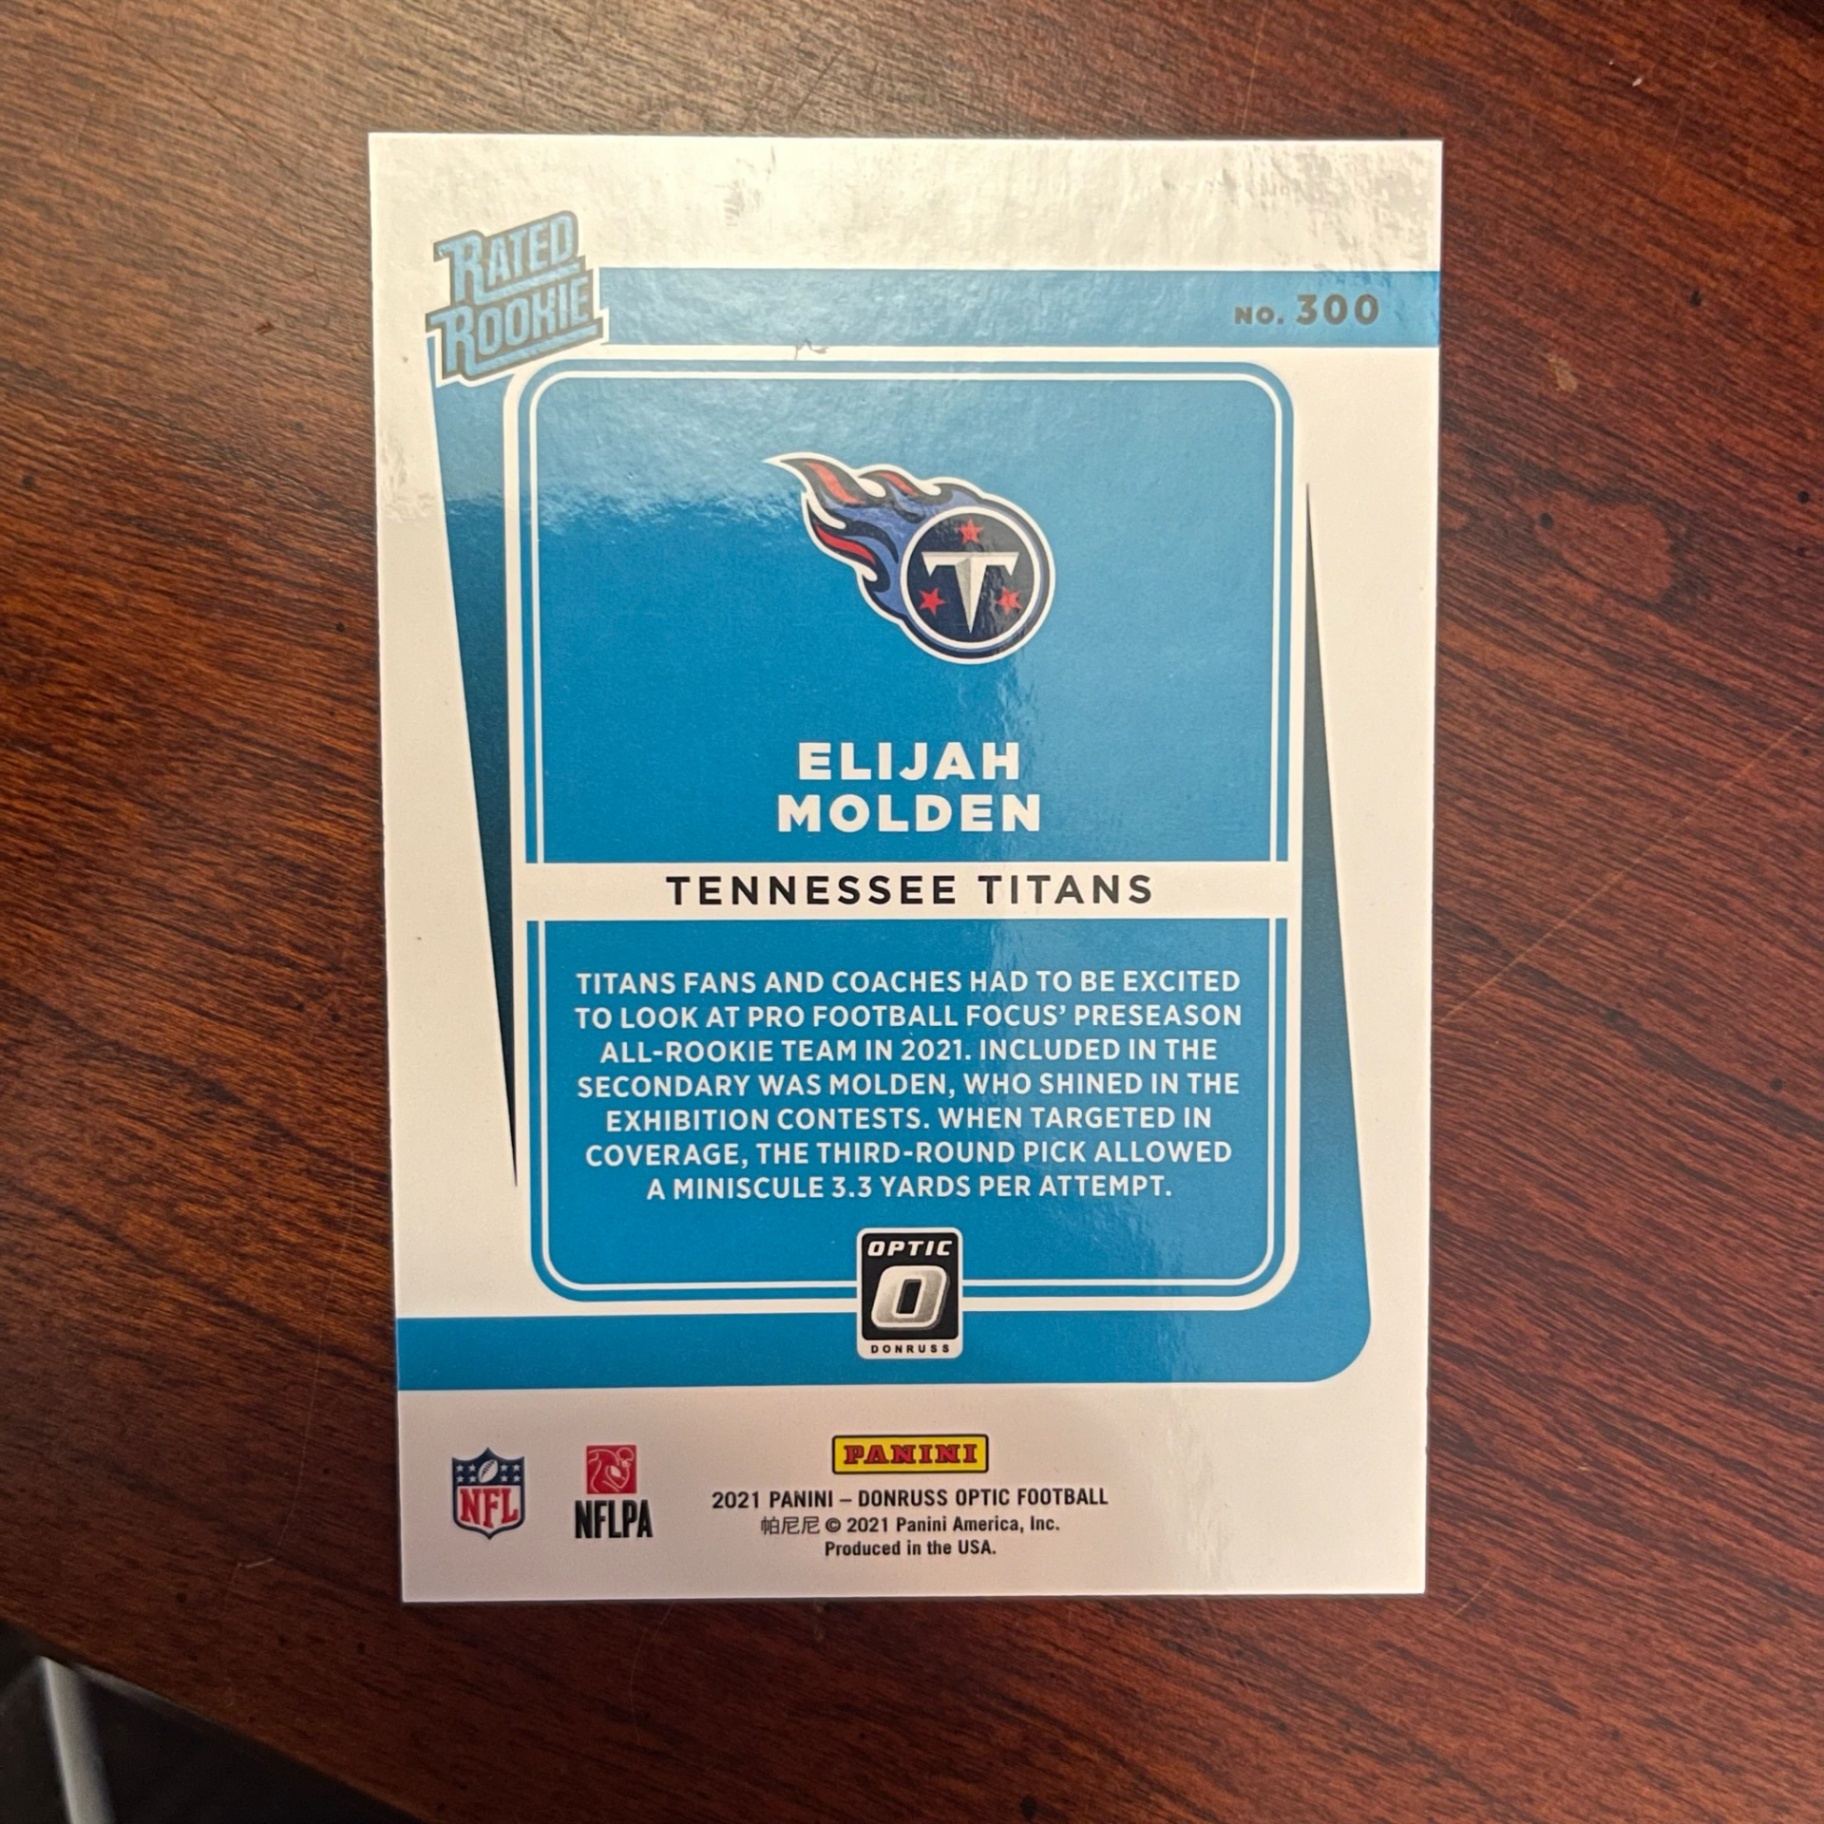 RATED
ROOKIE
NO. 300
T
ELIJAH
MOLDEN
TENNESSEE TITANS
TITANS FANS AND COACHES HAD TO BE EXCITED
TO LOOK AT PRO FOOTBALL FOCUS' PRESEASON
ALL-ROOKIE TEAM IN 2021. INCLUDED IN THE
SECONDARY WAS MOLDEN, WHO SHINED IN THE
EXHIBITION CONTESTS. WHEN TARGETED IN
COVERAGE, THE THIRD-ROUND PICK ALLOWED
A MINISCULE 3.3 YARDS PER ATTEMPT.
OPTIC
O
DONRUSS
PANINI
NFL
NFLPA
2021 PANINI – DONRUSS OPTIC FOOTBALL
帕尼尼 © 2021 Panini America, Inc.
Produced in the USA.